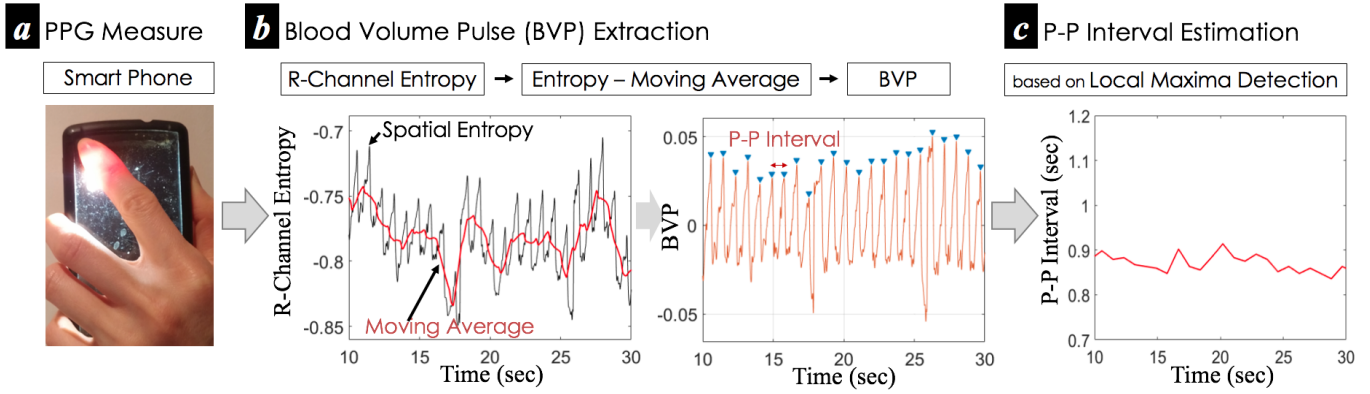 a PPG Measure
Smart Phone
b Blood Volume Pulse (BVP) Extraction
R-Channel Entropy
Entropy – Moving Average
BVP
R-Channel Entropy
-0.7
-0.75
-0.8
-0.85
Spatial Entropy
Moving Average
10 15 20 25 30
Time (sec)
BVP
0.05
0
-0.05
P-P Interval
10 15 20 25 30
Time (sec)
c P-P Interval Estimation
based on Local Maxima Detection
P-P Interval (sec)
1.2
1.1
1
0.9
0.8
0.7
10 15 20 25 30
Time (sec)